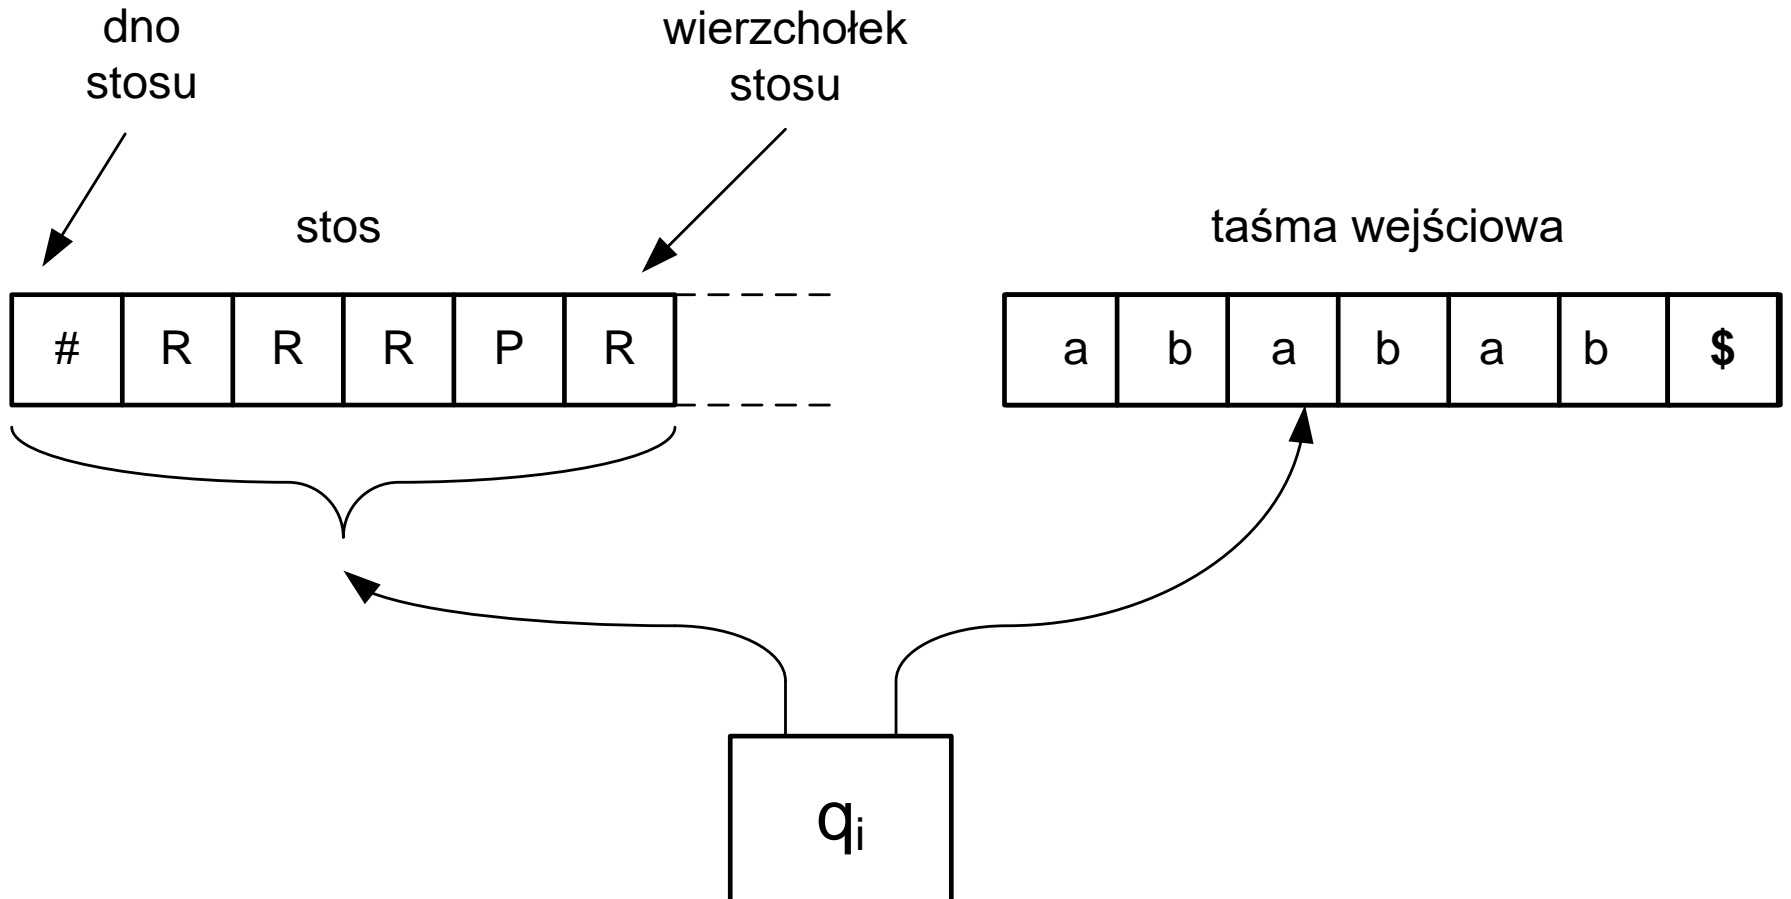 dno
stosu
wierzchołek
stosu
stos
taśma wejściowa
# R R R P R
a b a b a b $
qi